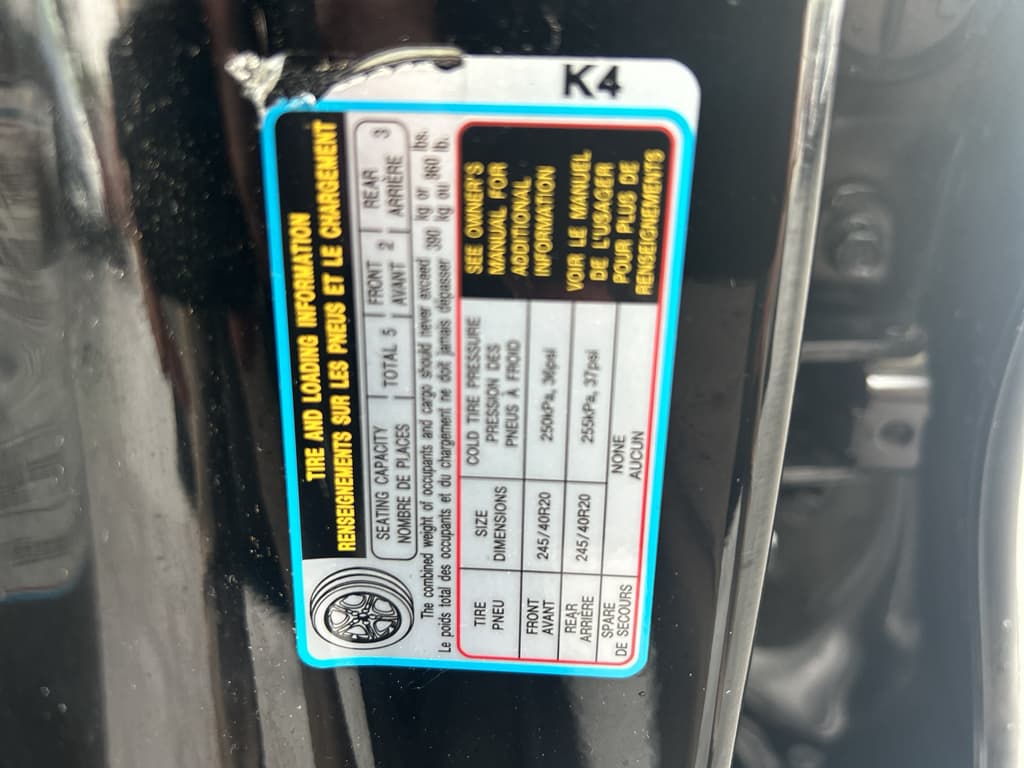 K4
TIRE AND LOADING INFORMATION
RENSEIGNEMENTS SUR LES PNEUS ET LE CHARGEMENT
SEATING CAPACITY
NOMBRE DE PLACES
TOTAL 5
FRONT
AVANT
2
REAR
ARRIÈRE
3
The combined weight of occupants and cargo should never exceed 390 kg or 860 lbs.
Le poids total des occupants et du chargement ne doit jamais dépasser 390 kg ou 860 lb.
TIRE
PNEU
SIZE
DIMENSIONS
COLD TIRE PRESSURE
PRESSION DES
PNEUS À FROID
FRONT
AVANT
245/40R20
250kPa, 36psi
REAR
ARRIÈRE
245/40R20
255kPa, 37psi
SPARE
DE SECOURS
NONE
AUCUN
SEE OWNER'S
MANUAL FOR
ADDITIONAL
INFORMATION
VOIR LE MANUEL
DE L'USAGER
POUR PLUS DE
RENSEIGNEMENTS